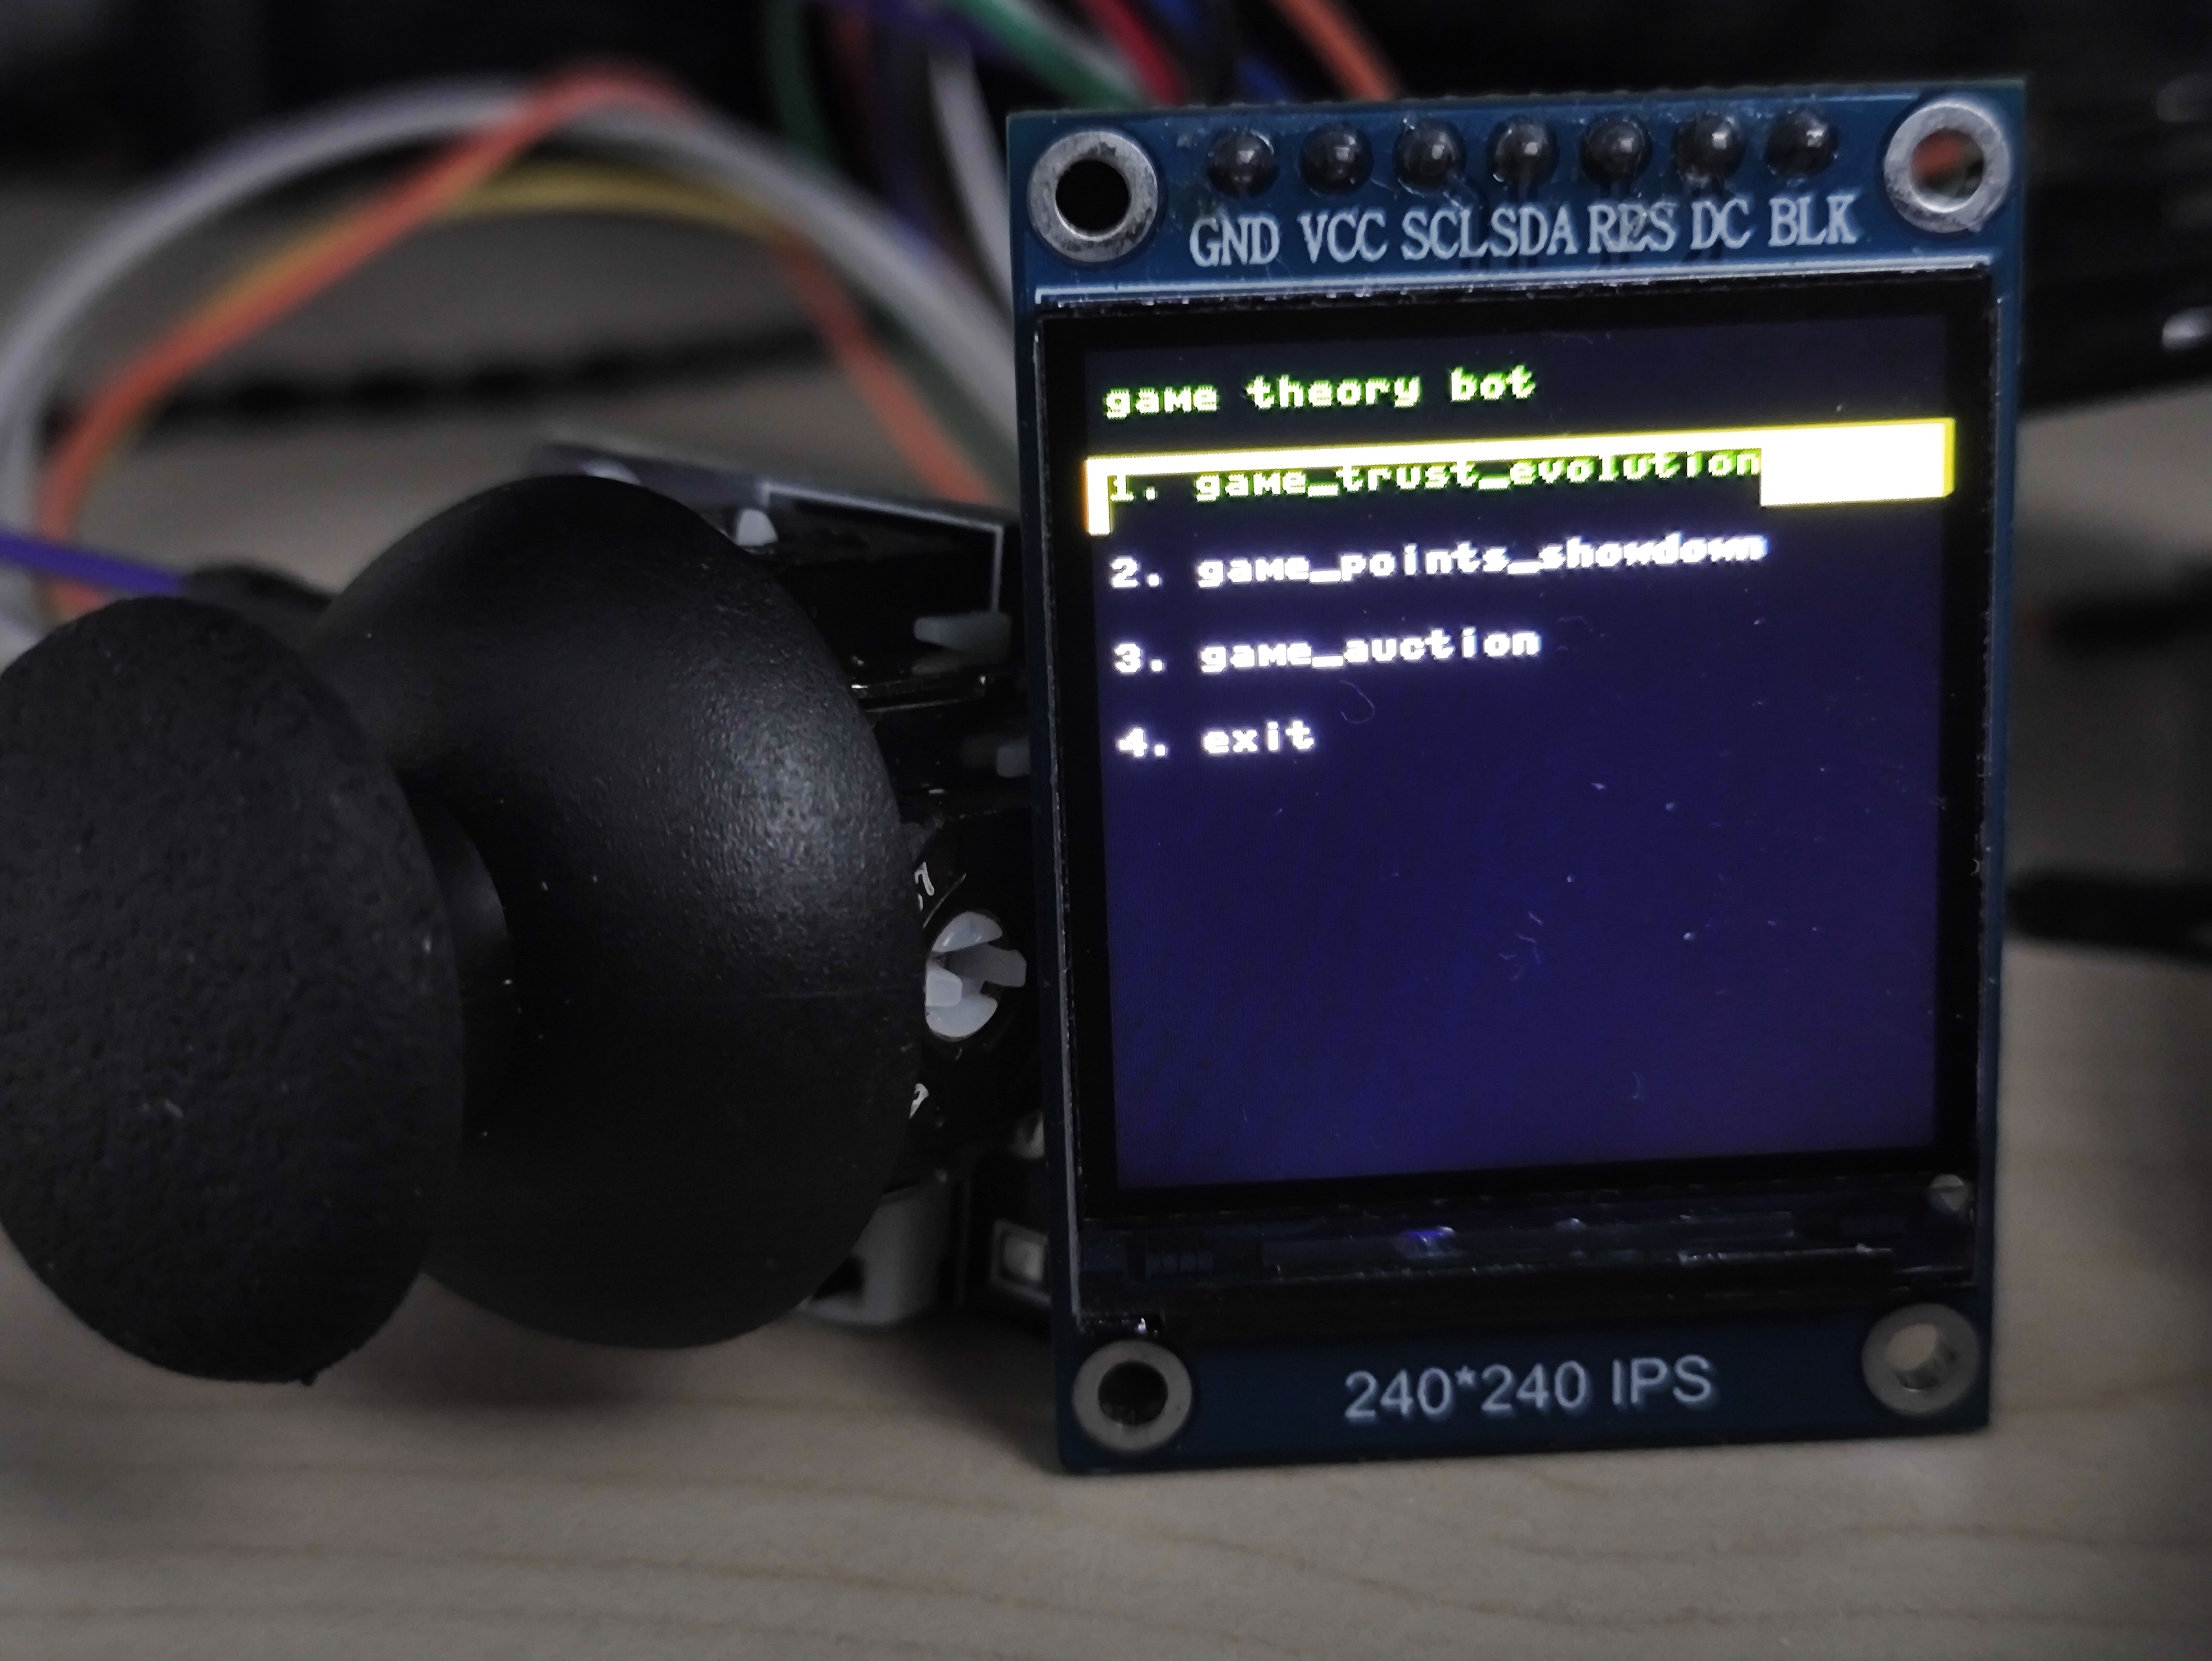 GND VCC SCL SDA RES DC BLK
game theory bot
1. game_trust_evolution
2. game_points_showdown
3. game_auction
4. exit
240*240 IPS